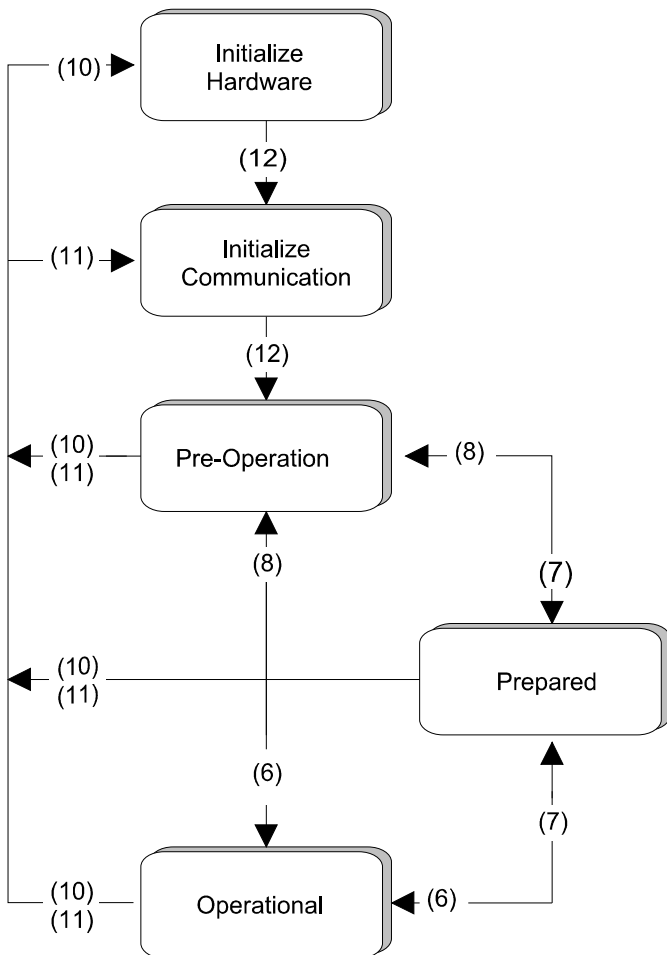 (10)
Initialize
Hardware
(12)
(11)
Initialize
Communication
(12)
(10)
(11)
Pre-Operation
(8)
(8)
(7)
(10)
(11)
Prepared
(6)
(7)
(10)
(11)
Operational
(6)